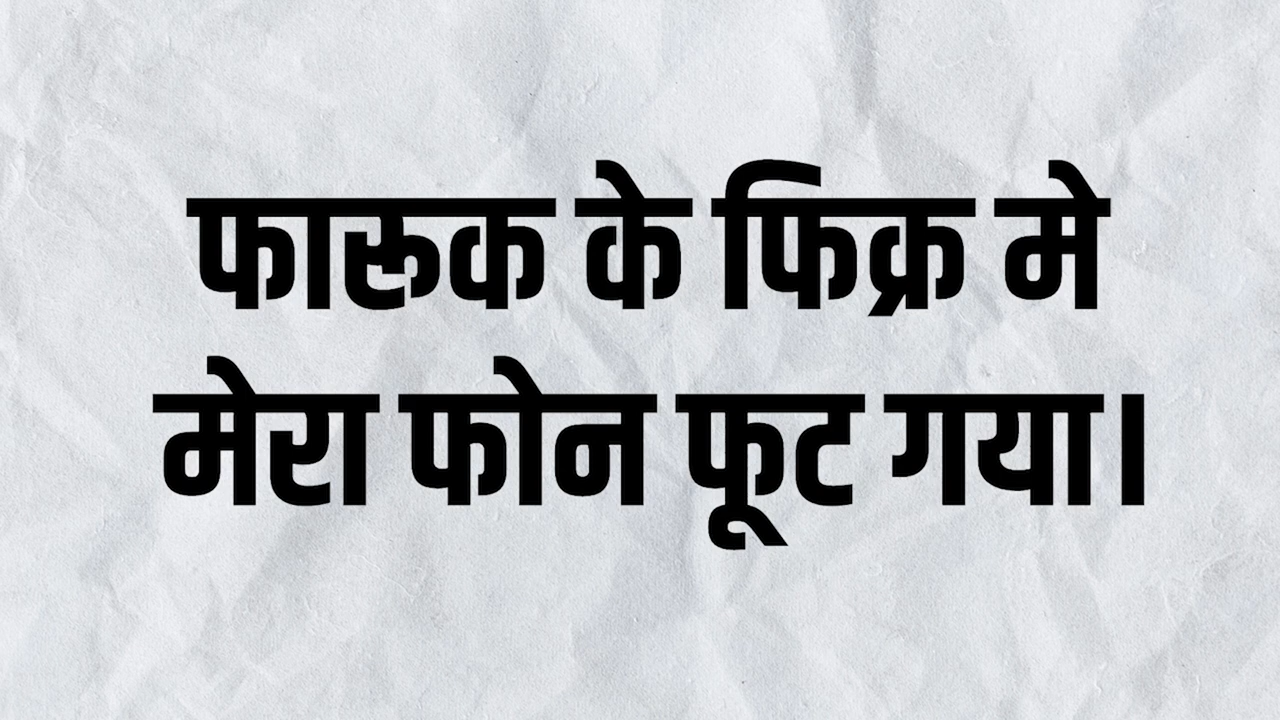 फारूक के फिक्र मे
मेरा फोन फूट गया।